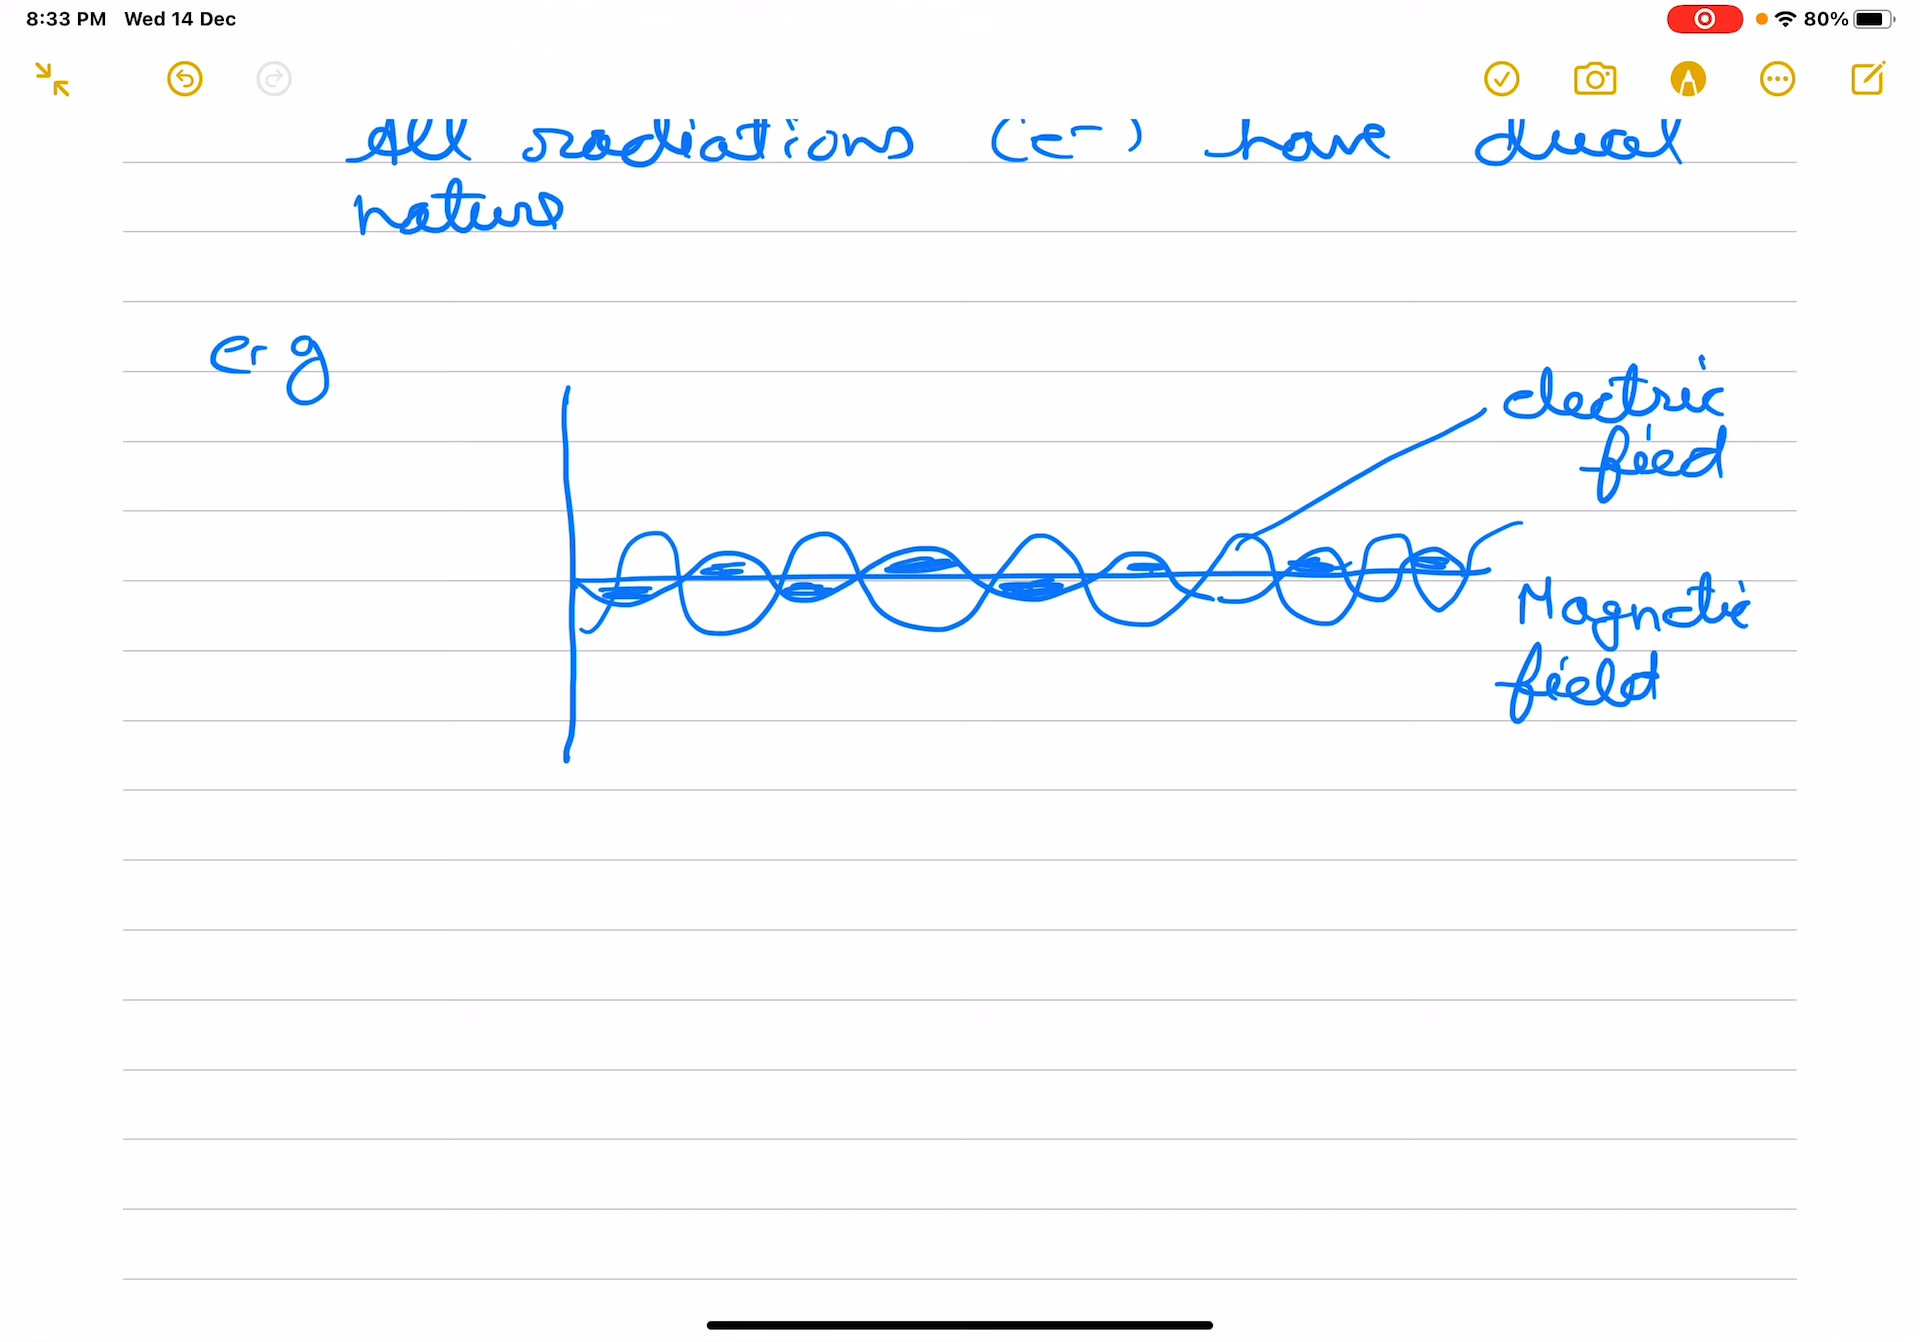 8:33 PM Wed 14 Dec
80%
All radiations (e-) have dual
nature
e.g
electric
field
Magnetic
field